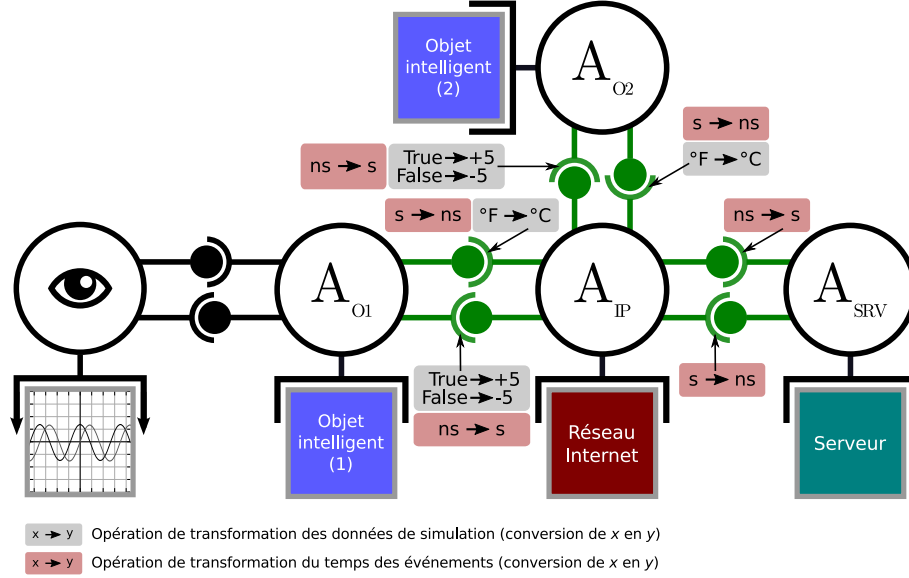 Objet
intelligent
(2)
A O2
s → ns
°F → °C
ns → s
True → +5
False → -5
s → ns
°F → °C
ns → s
A O1
A IP
A SRV
True → +5
False → -5
ns → s
s → ns
Objet
intelligent
(1)
Réseau
Internet
Serveur
x → y Opération de transformation des données de simulation (conversion de x en y)
x → y Opération de transformation du temps des événements (conversion de x en y)